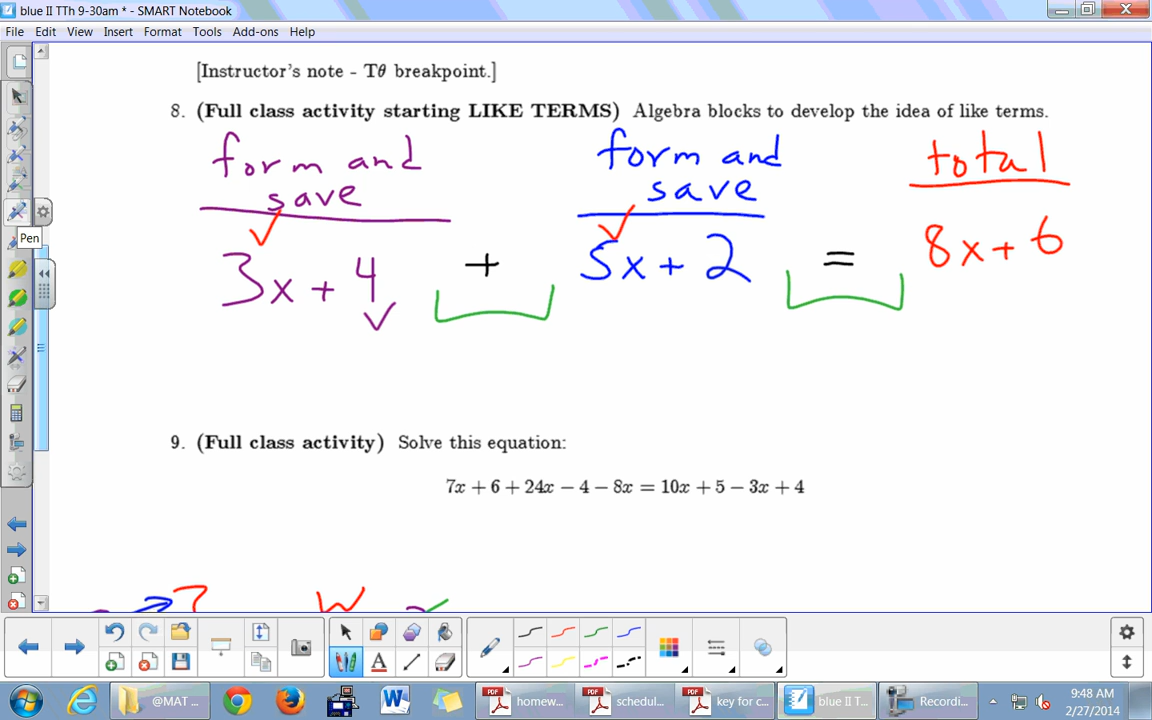 blue II TTh 9-30am * - SMART Notebook
File Edit View Insert Format Tools Add-ons Help
[Instructor's note - Tθ breakpoint.]
8. (Full class activity starting LIKE TERMS) Algebra blocks to develop the idea of like terms.
form and save
form and save
total
3x + 4 + 5x + 2 = 8x + 6
Pen
9. (Full class activity) Solve this equation:
7x + 6 + 24x − 4 − 8x = 10x + 5 − 3x + 4
@MAT ...
homew...
schedul...
key for c...
blue II T...
Recordi...
9:48 AM
2/27/2014